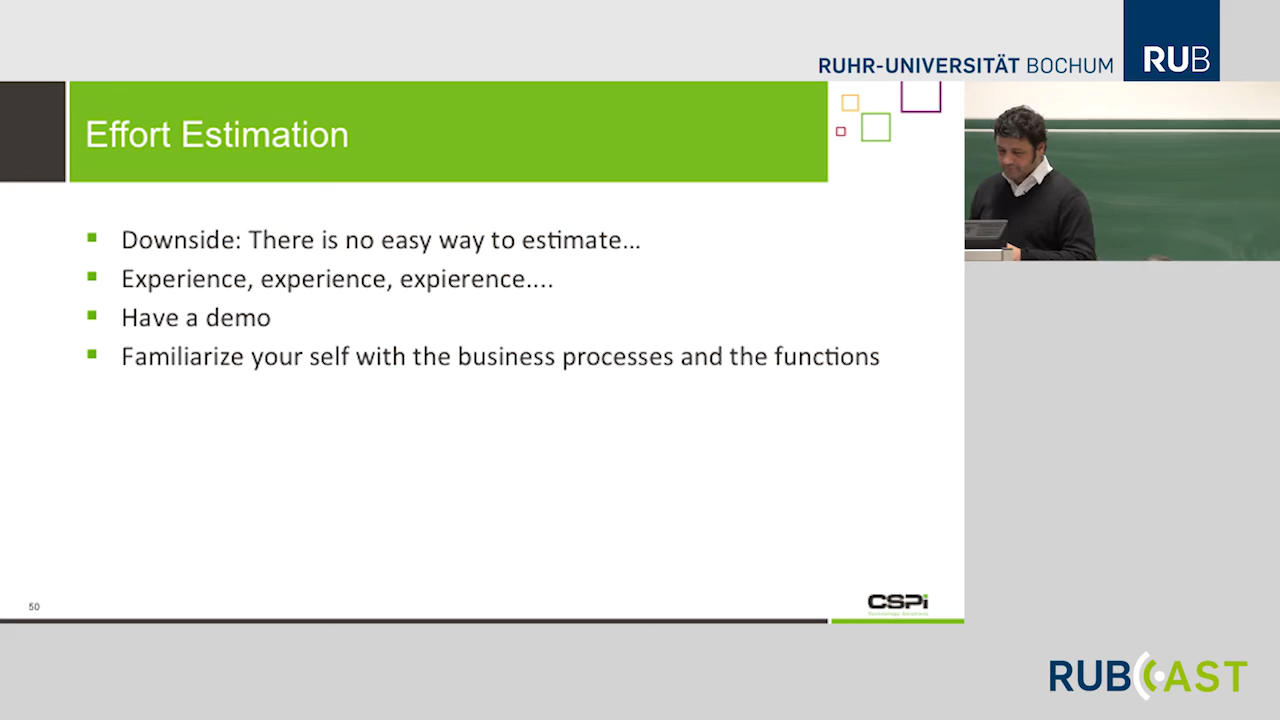 RUHR-UNIVERSITÄT BOCHUM RUB
Effort Estimation
Downside: There is no easy way to estimate...
Experience, experience, expierence....
Have a demo
Familiarize your self with the business processes and the functions
50
CSPi
RUBCAST